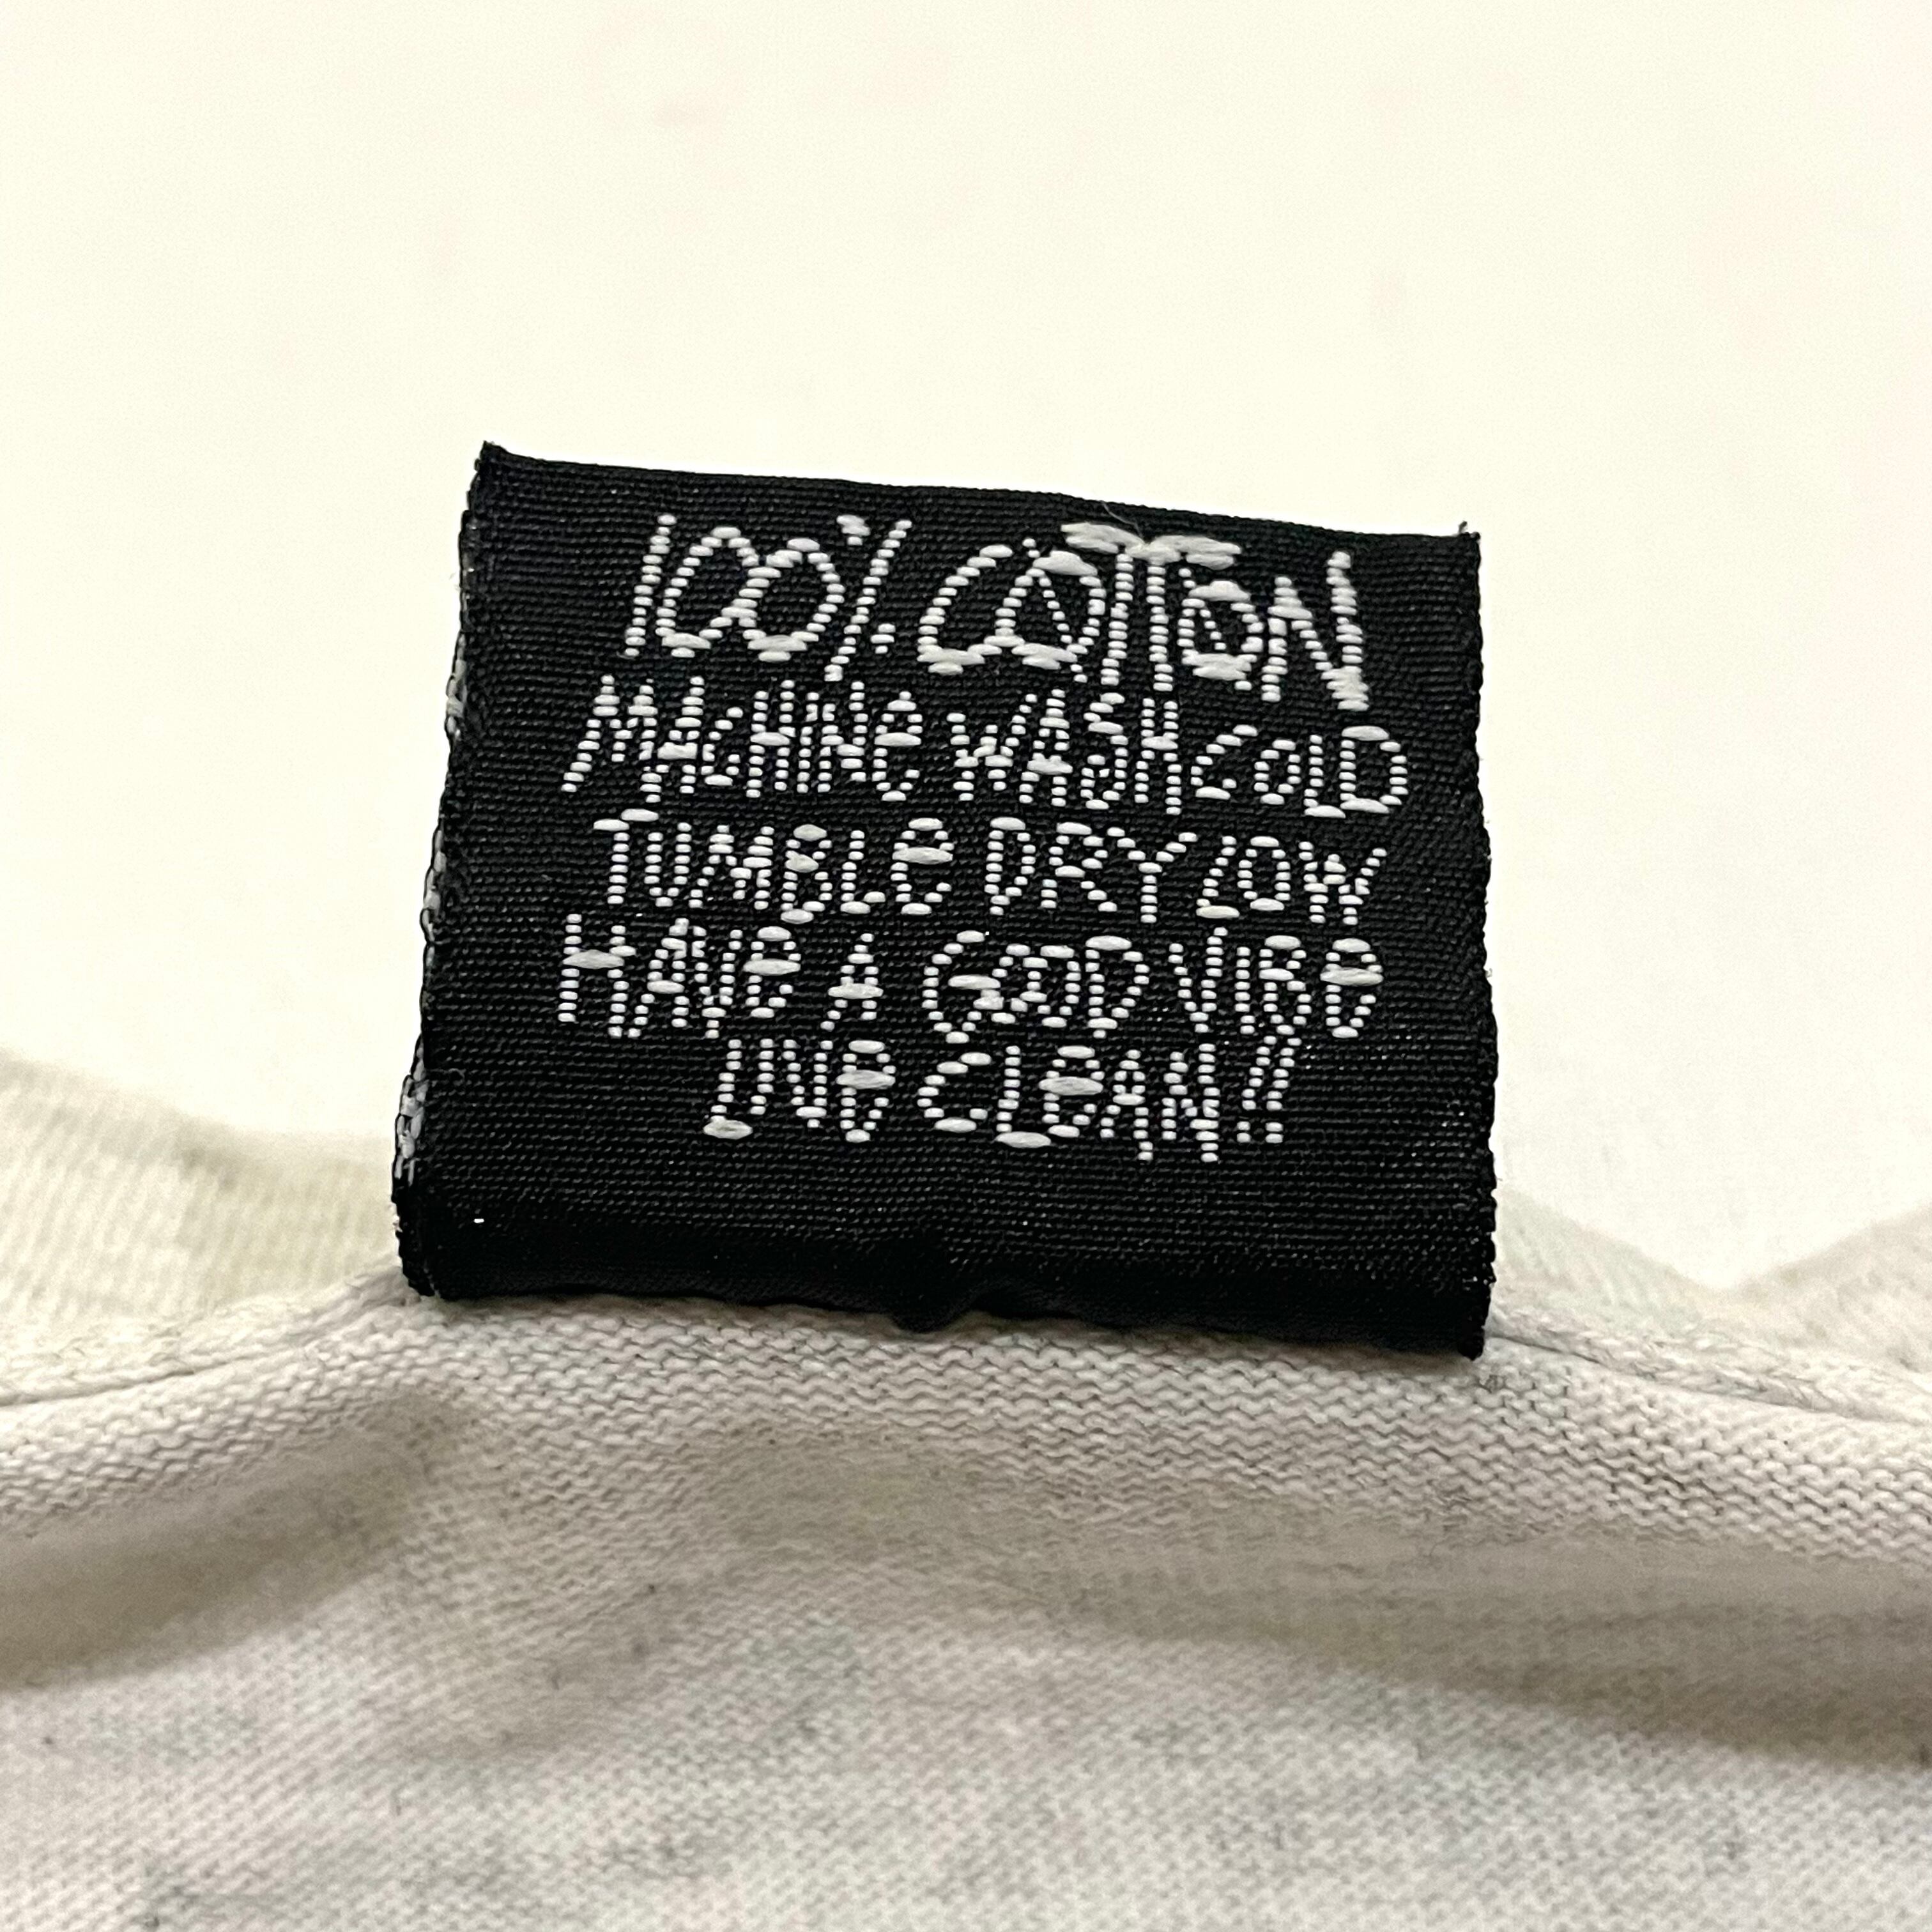 100% COTTON
MACHINE WASH COLD
TUMBLE DRY LOW
HAVE A GOOD VIBE
LIVE CLEAN!!